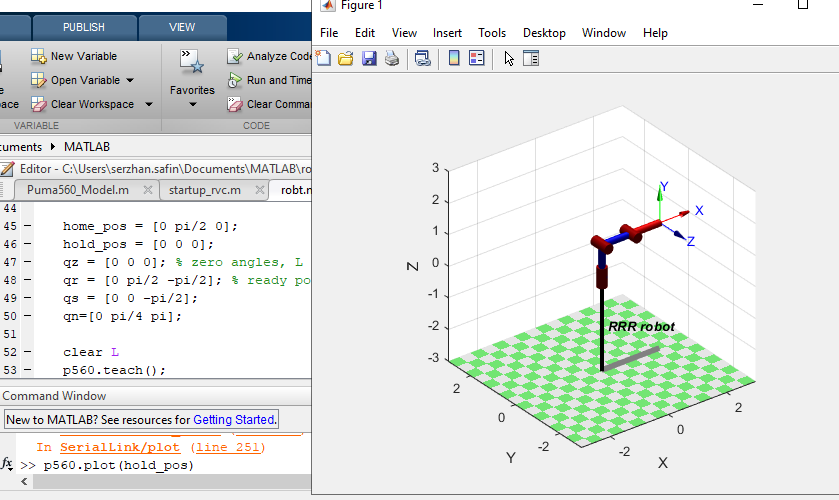 Figure 1
PUBLISH
VIEW
File Edit View Insert Tools Desktop Window Help
New Variable
Open Variable
Clear Workspace
Favorites
Analyze Code
Run and Time
Clear Comma
VARIABLE
CODE
cuments MATLAB
Editor - C:\Users\serzhan.safin\Documents\MATLAB\ro
Puma560_Model.m
startup_rvc.m
robt.m
44
45 - home_pos = [0 pi/2 0];
46 - hold_pos = [0 0 0];
47 - qz = [0 0 0]; % zero angles, L
48 - qr = [0 pi/2 -pi/2]; % ready po
49 - qs = [0 0 -pi/2];
50 - qn=[0 pi/4 pi];
51
52 - clear L
53 - p560.teach();
Command Window
New to MATLAB? See resources for Getting Started.
In SerialLink/plot (line 251)
fx >> p560.plot(hold_pos)
3
2
1
0
-1
-2
-3
Z
Y
X
Z
RRR robot
2
0
-2
Y
-2
0
2
X